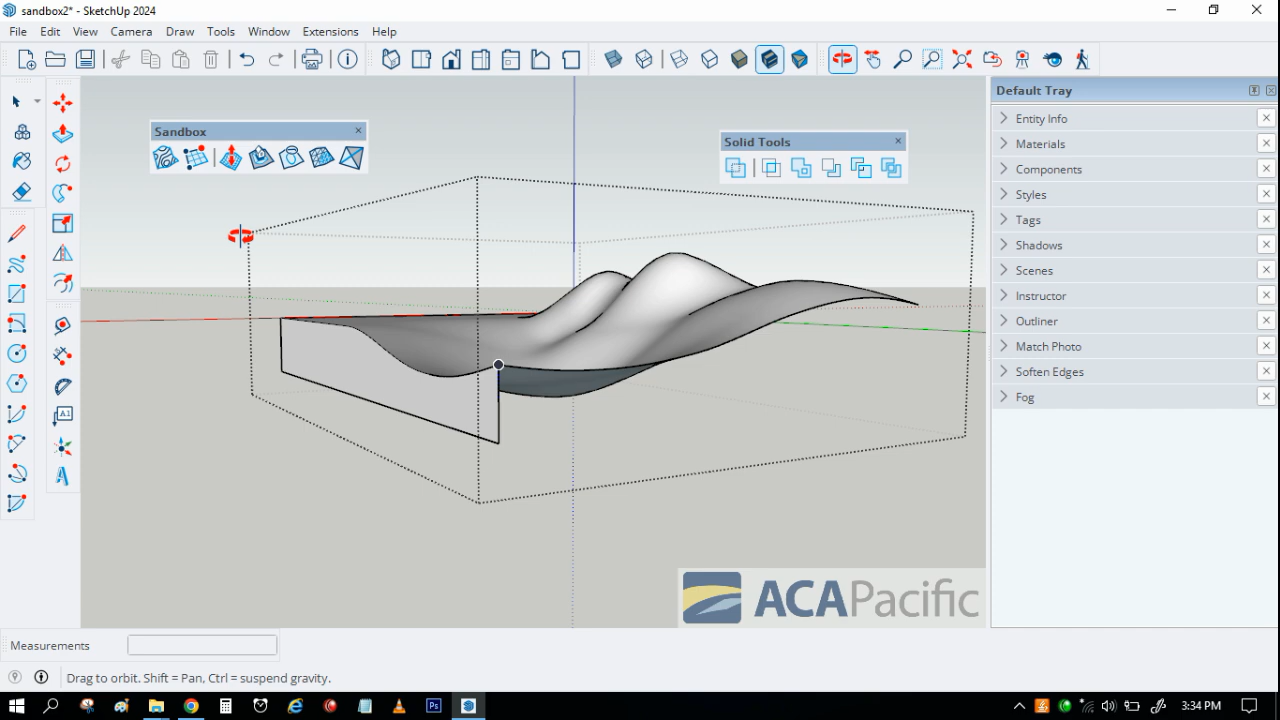 sandbox2* - SketchUp 2024
File Edit View Camera Draw Tools Window Extensions Help
Default Tray
Sandbox
Solid Tools
Entity Info
Materials
Components
Styles
Tags
Shadows
Scenes
Instructor
Outliner
Match Photo
Soften Edges
Fog
A1
ACAPacific
Measurements
Drag to orbit. Shift = Pan, Ctrl = suspend gravity.
Ps
3:34 PM